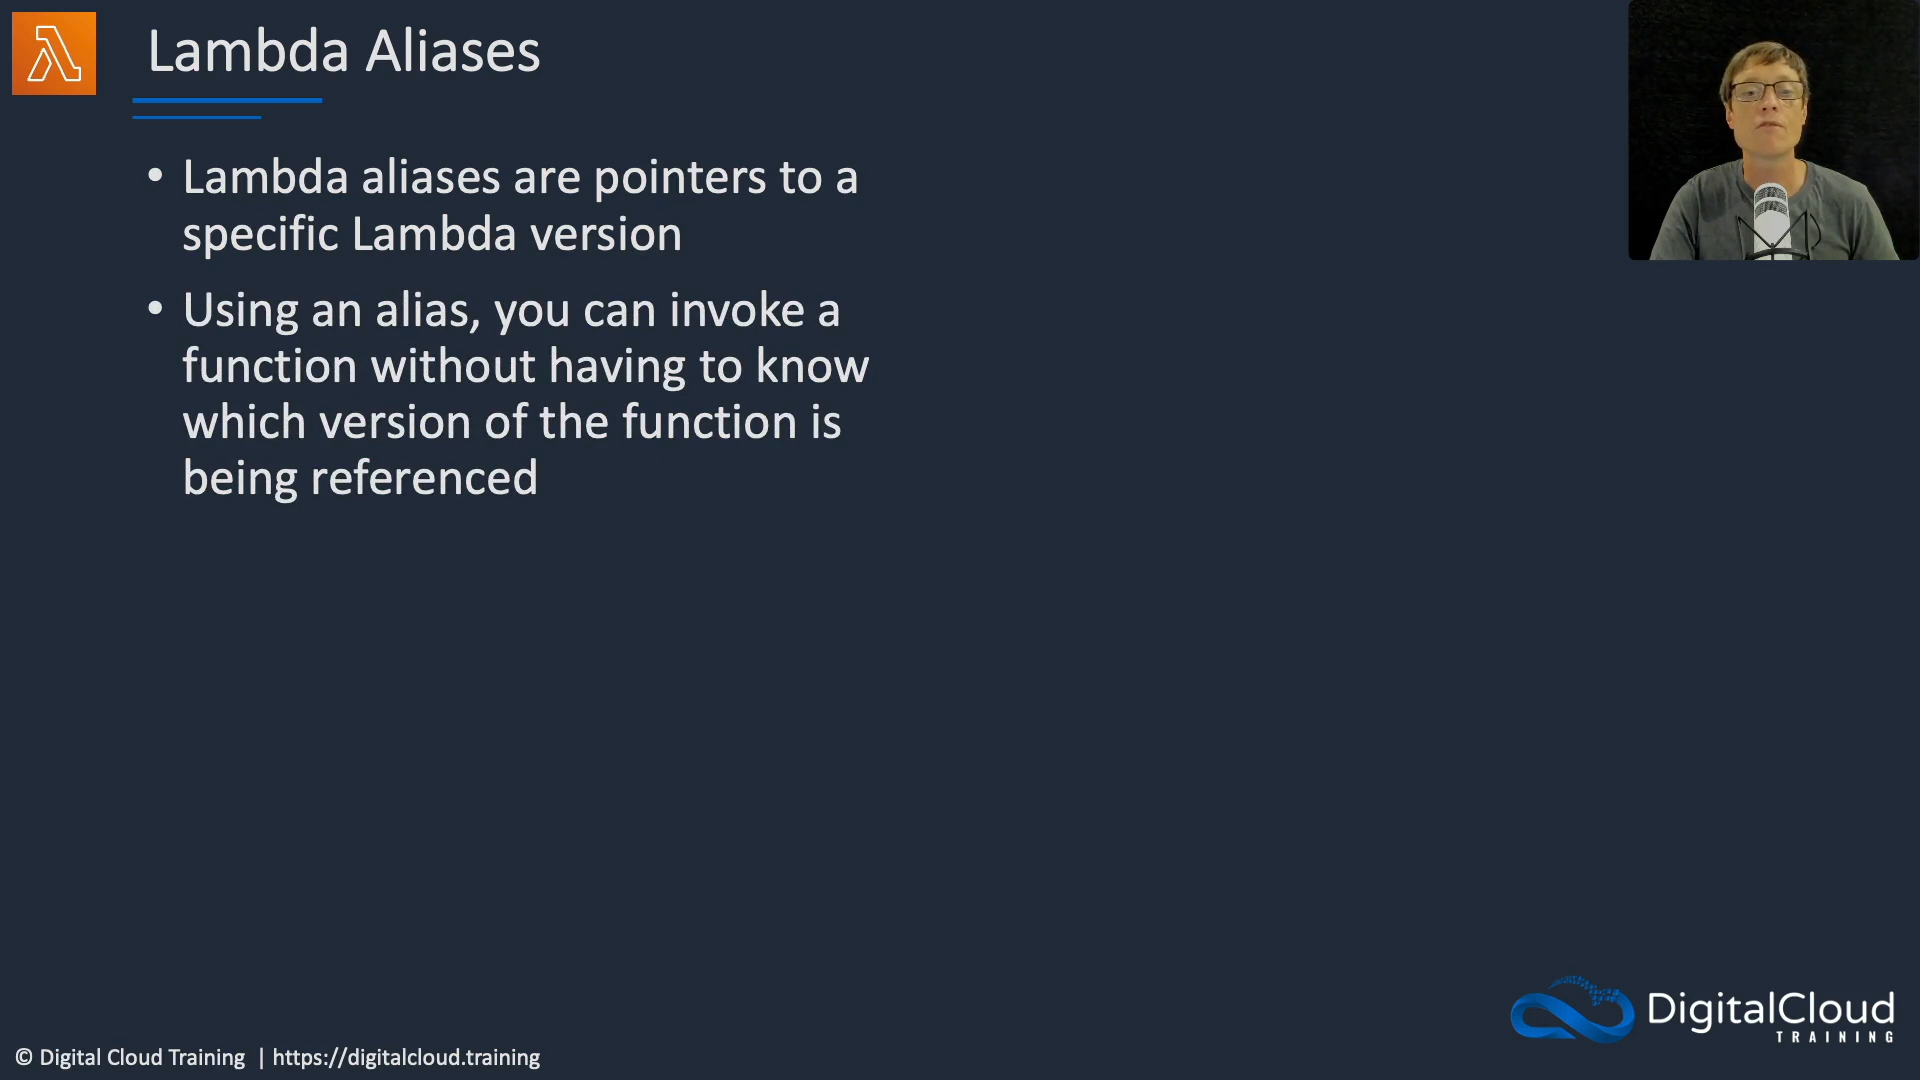 Lambda Aliases
• Lambda aliases are pointers to a
specific Lambda version
• Using an alias, you can invoke a
function without having to know
which version of the function is
being referenced
DigitalCloud
TRAINING
© Digital Cloud Training | https://digitalcloud.training